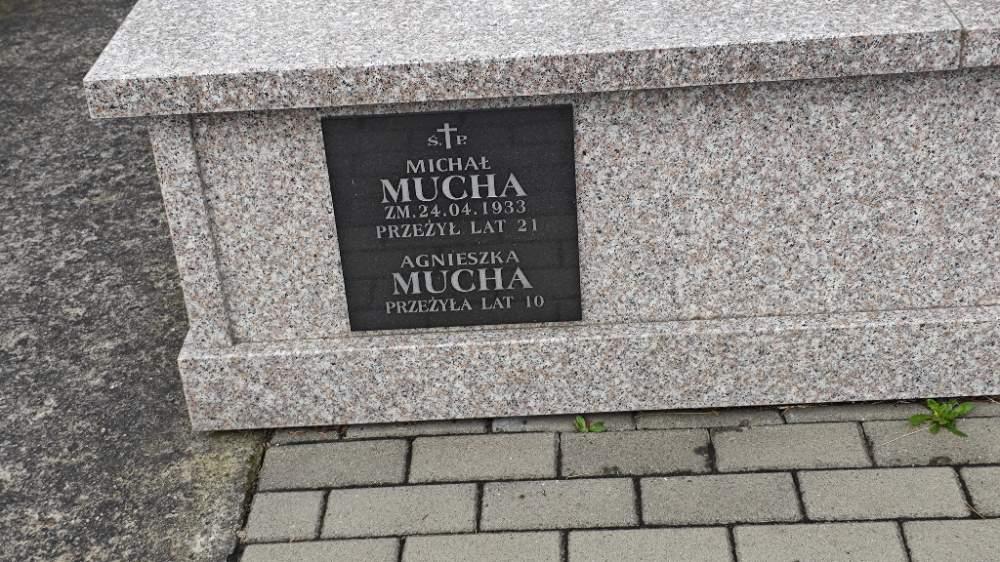 Ś.P.
MICHAŁ
MUCHA
ZM.24.04.1933
PRZEŻYŁ LAT 21
AGNIESZKA
MUCHA
PRZEŻYŁA LAT 10